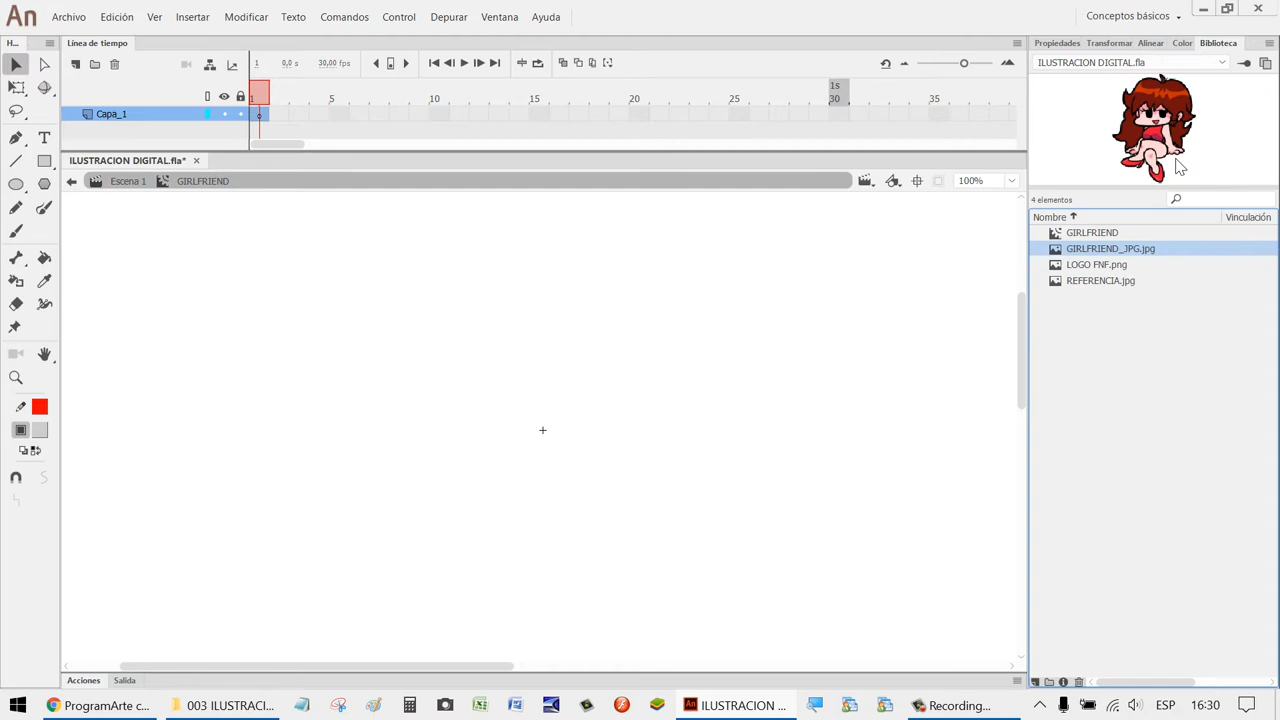 An Archivo Edición Ver Insertar Modificar Texto Comandos Control Depurar Ventana Ayuda Conceptos básicos
H... Línea de tiempo Propiedades Transformar Alinear Color Biblioteca
1 0,0 s 30,00 fps ILUSTRACION DIGITAL.fla
1s
1 5 10 15 20 25 30 35
Capa_1
ILUSTRACION DIGITAL.fla*
Escena 1 GIRLFRIEND 100%
4 elementos
Nombre Vinculación
GIRLFRIEND
GIRLFRIEND_JPG.jpg
LOGO FNF.png
REFERENCIA.jpg
Acciones Salida
ProgramArte c... 003 ILUSTRACI... An ILUSTRACION ... Recording... ESP 16:30